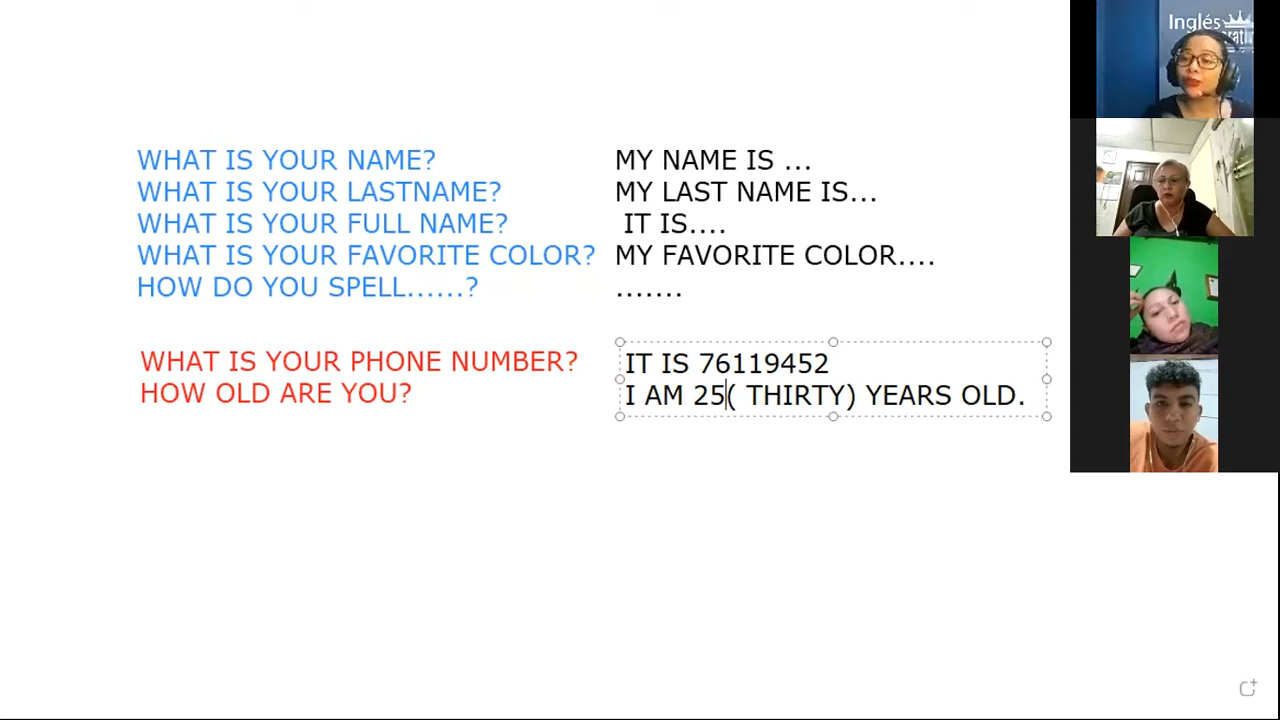 WHAT IS YOUR NAME? MY NAME IS ...
WHAT IS YOUR LASTNAME? MY LAST NAME IS...
WHAT IS YOUR FULL NAME? IT IS....
WHAT IS YOUR FAVORITE COLOR? MY FAVORITE COLOR....
HOW DO YOU SPELL......? .......
WHAT IS YOUR PHONE NUMBER? IT IS 76119452
HOW OLD ARE YOU? I AM 25( THIRTY) YEARS OLD.
Inglés